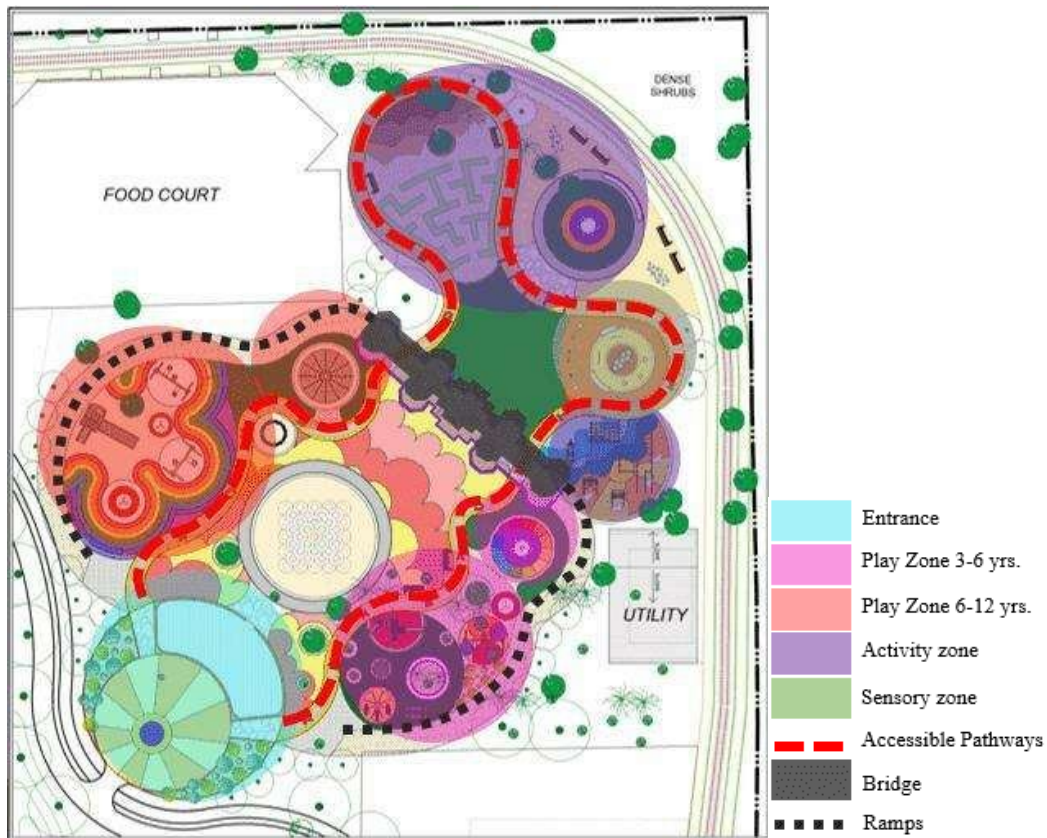 DENSE
SHRUBS
FOOD COURT
UTILITY
Entrance
Play Zone 3-6 yrs.
Play Zone 6-12 yrs.
Activity zone
Sensory zone
Accessible Pathways
Bridge
Ramps